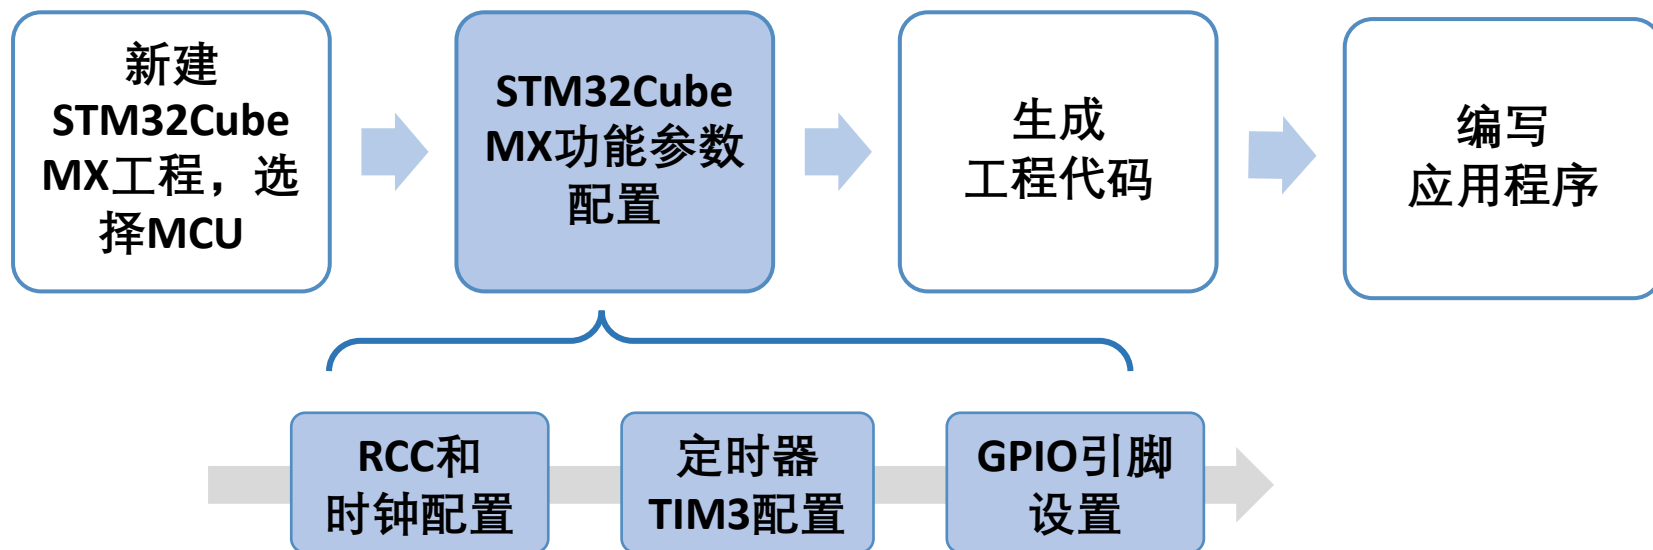 新建
STM32Cube
MX工程，选
择MCU
STM32Cube
MX功能参数
配置
生成
工程代码
编写
应用程序
RCC和
时钟配置
定时器
TIM3配置
GPIO引脚
设置